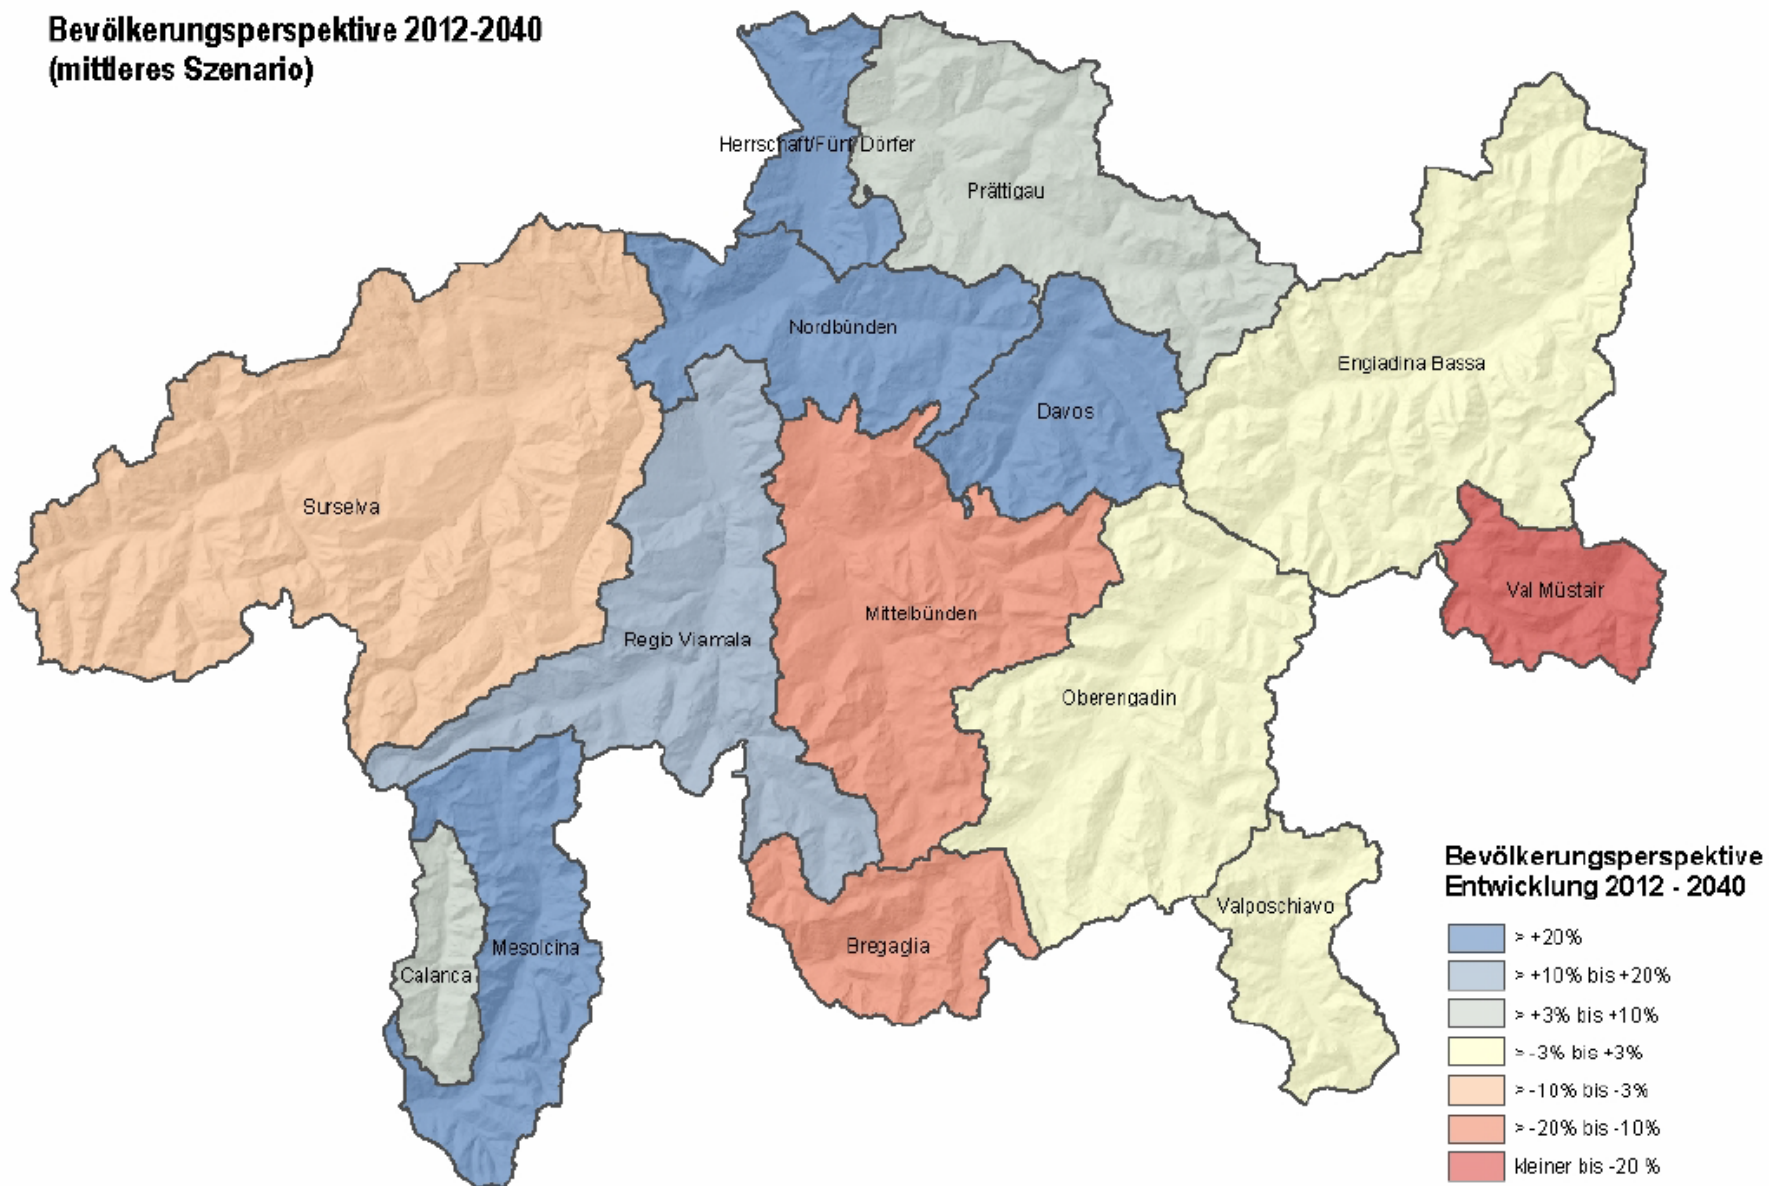 Bevölkerungsperspektive 2012-2040
(mittleres Szenario)
Herrschaft/Fünf Dörfer
Prättigau
Nordbünden
Engiadina Bassa
Davos
Surselva
Val Müstair
Mittelbünden
Regio Viamala
Oberengadin
Valposchiavo
Bregaglia
Mesolcina
Calanca
Bevölkerungsperspektive
Entwicklung 2012 - 2040
> +20%
> +10% bis +20%
> +3% bis +10%
> -3% bis +3%
> -10% bis -3%
> -20% bis -10%
kleiner bis -20 %